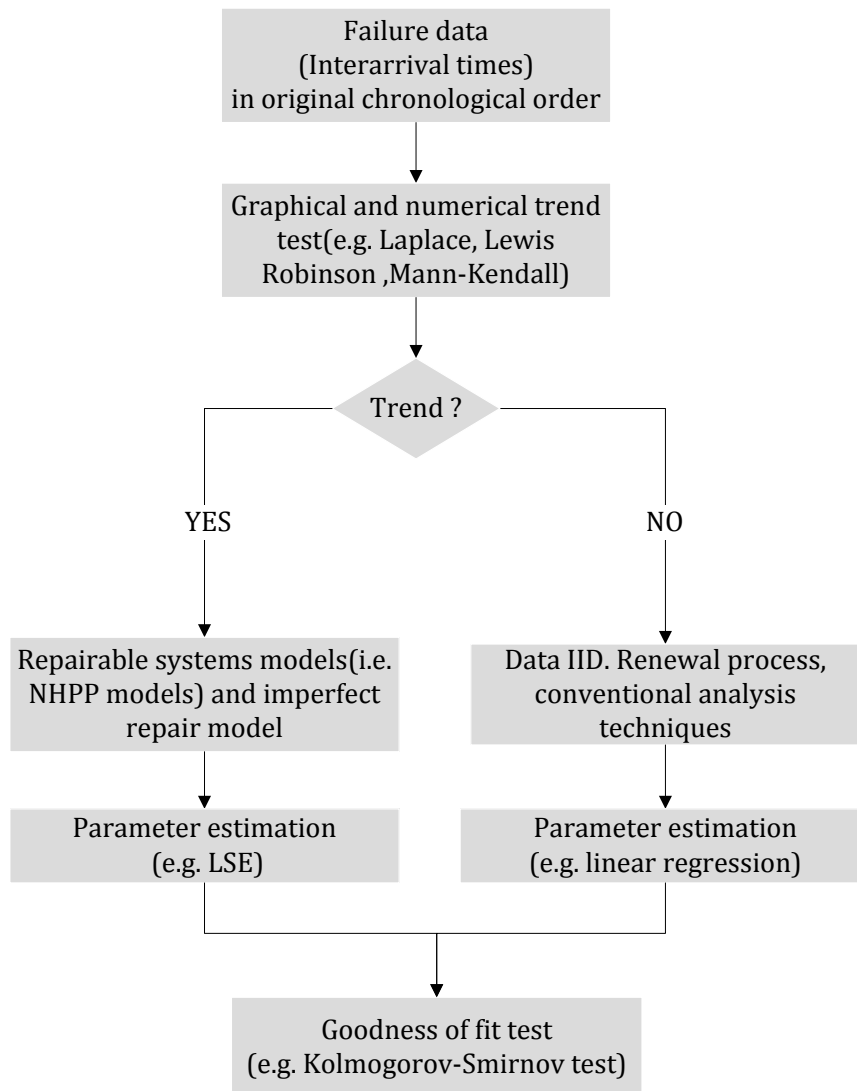 Failure data
(Interarrival times)
in original chronological order
Graphical and numerical trend
test(e.g. Laplace, Lewis
Robinson ,Mann-Kendall)
Trend ?
YES
NO
Repairable systems models(i.e.
NHPP models) and imperfect
repair model
Data IID. Renewal process,
conventional analysis
techniques
Parameter estimation
(e.g. LSE)
Parameter estimation
(e.g. linear regression)
Goodness of fit test
(e.g. Kolmogorov-Smirnov test)